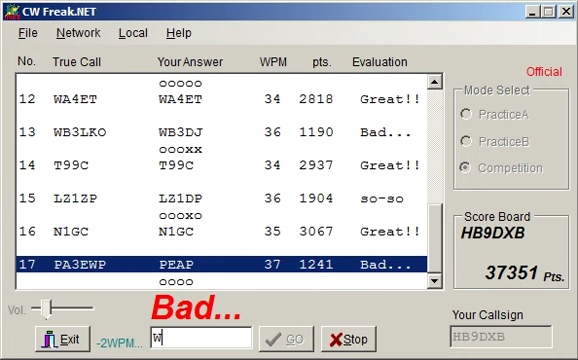 CW Freak.NET
File Network Local Help
No. True Call Your Answer WPM pts. Evaluation
Official
ooooo
12 WA4ET WA4ET 34 2818 Great!!
Mode Select
PracticeA
13 WB3LKO WB3DJ 36 1190 Bad...
PracticeB
oooxx
14 T99C T99C 34 2937 Great!!
Competition
15 LZ1ZP LZ1DP 36 1904 so-so
oooxo
Score Board
16 N1GC N1GC 35 3067 Great!!
HB9DXB
17 PA3EWP PEAP 37 1241 Bad...
37351 Pts.
oooo
Vol.
Bad...
Your Callsign
Exit -2WPM... W GO Stop
HB9DXB